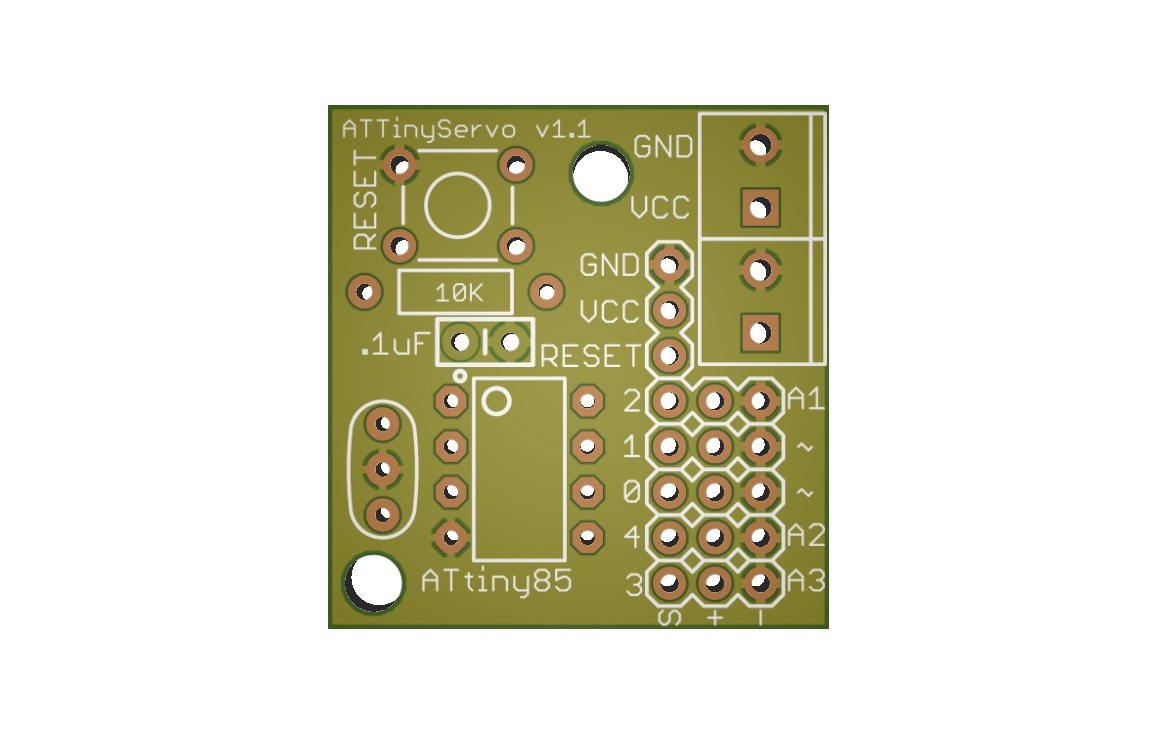 ATTinyServo v1.1
RESET
GND
VCC
GND
10K
VCC
.1uF
RESET
2 A1
1 ~
0 ~
4 A2
3 A3
ATtiny85
S + -